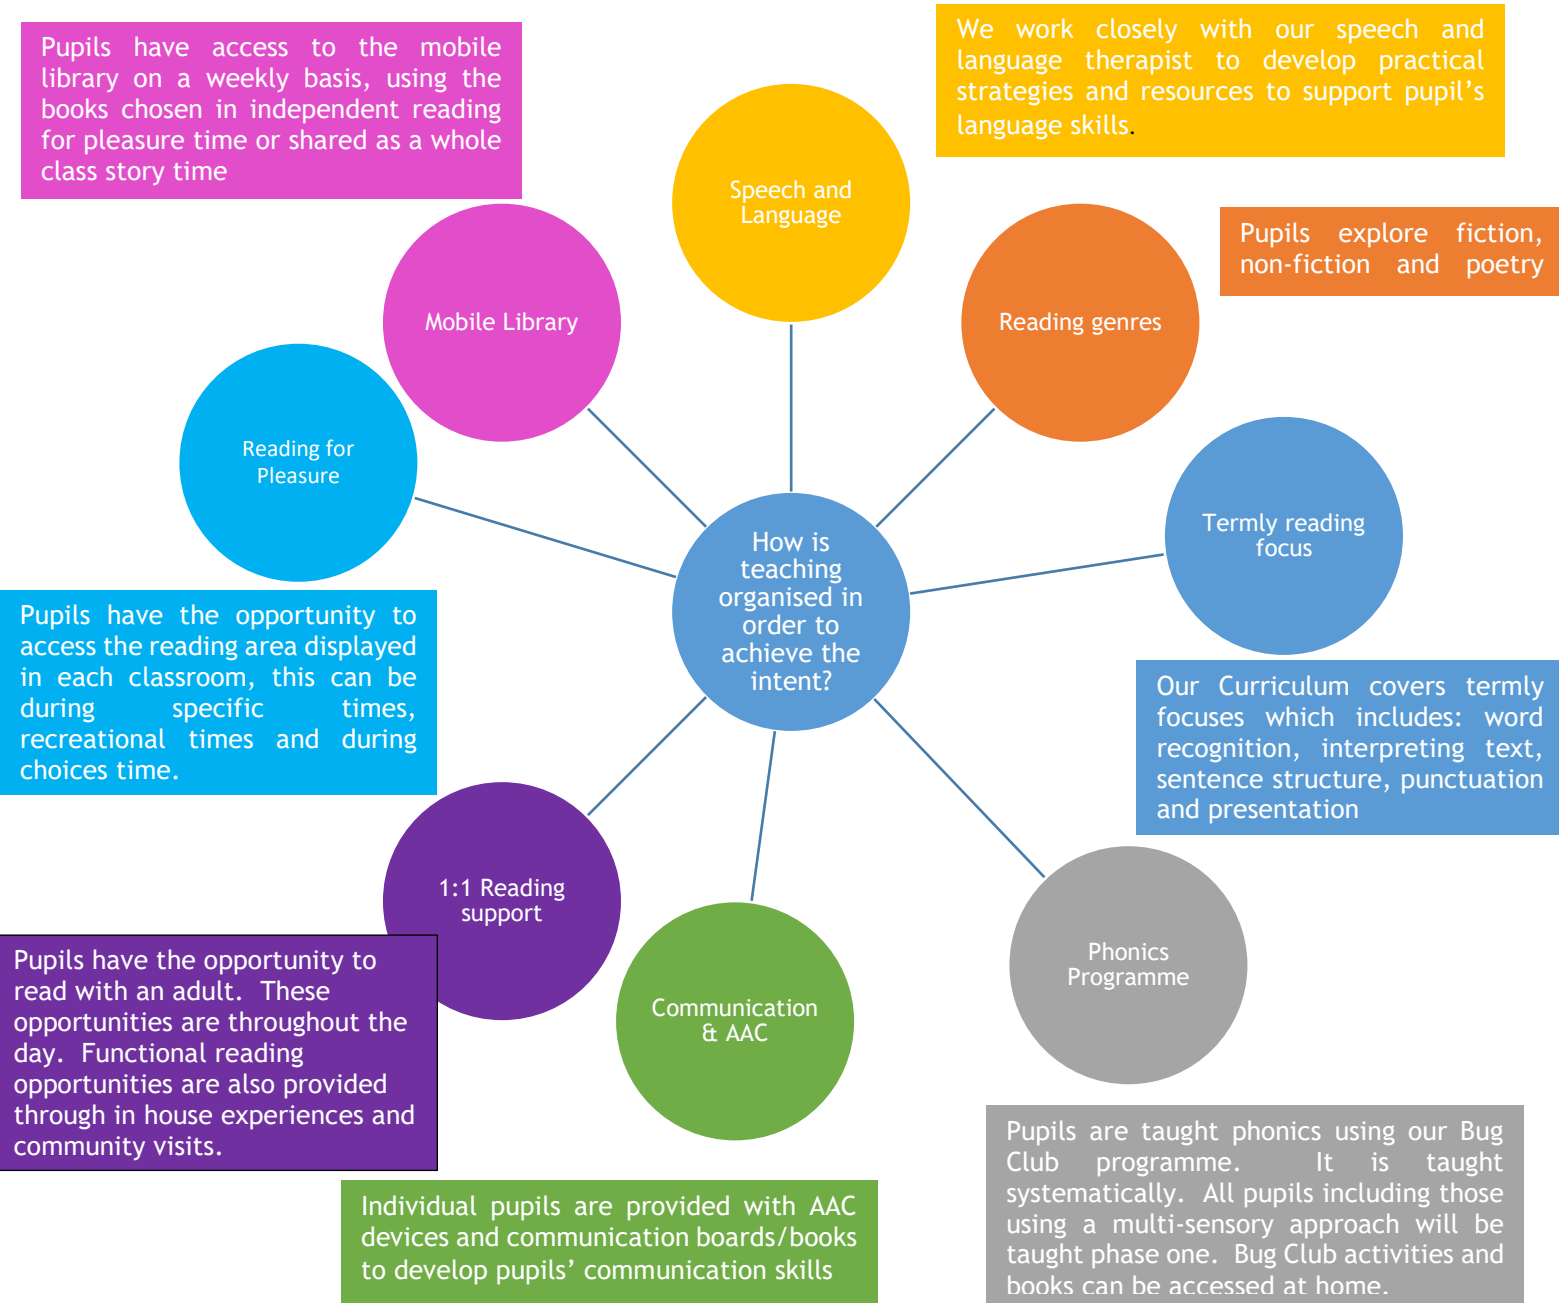 Pupils have access to the mobile
library on a weekly basis, using the
books chosen in independent reading
for pleasure time or shared as a whole
class story time
We work closely with our speech and
language therapist to develop practical
strategies and resources to support pupil's
language skills.
Speech and
Language
Pupils explore fiction,
non-fiction and poetry
Mobile Library
Reading genres
Reading for
Pleasure
Termly reading
focus
How is
teaching
organised in
order to
achieve the
intent?
Pupils have the opportunity to
access the reading area displayed
in each classroom, this can be
during specific times,
recreational times and during
choices time.
Our Curriculum covers termly
focuses which includes: word
recognition, interpreting text,
sentence structure, punctuation
and presentation
1:1 Reading
support
Pupils have the opportunity to
read with an adult. These
opportunities are throughout the
day. Functional reading
opportunities are also provided
through in house experiences and
community visits.
Communication
& AAC
Phonics
Programme
Individual pupils are provided with AAC
devices and communication boards/books
to develop pupils' communication skills
Pupils are taught phonics using our Bug
Club programme. It is taught
systematically. All pupils including those
using a multi-sensory approach will be
taught phase one. Bug Club activities and
books can be accessed at home.